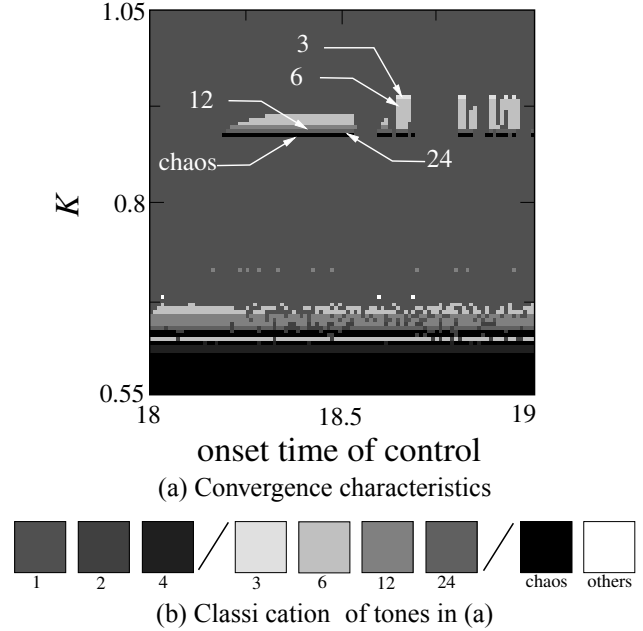 1.05
3
6
12
chaos
24
K
0.8
0.55
18
18.5
19
onset time of control
(a) Convergence characteristics
1 2 4 3 6 12 24 chaos others
(b) Classi cation of tones in (a)